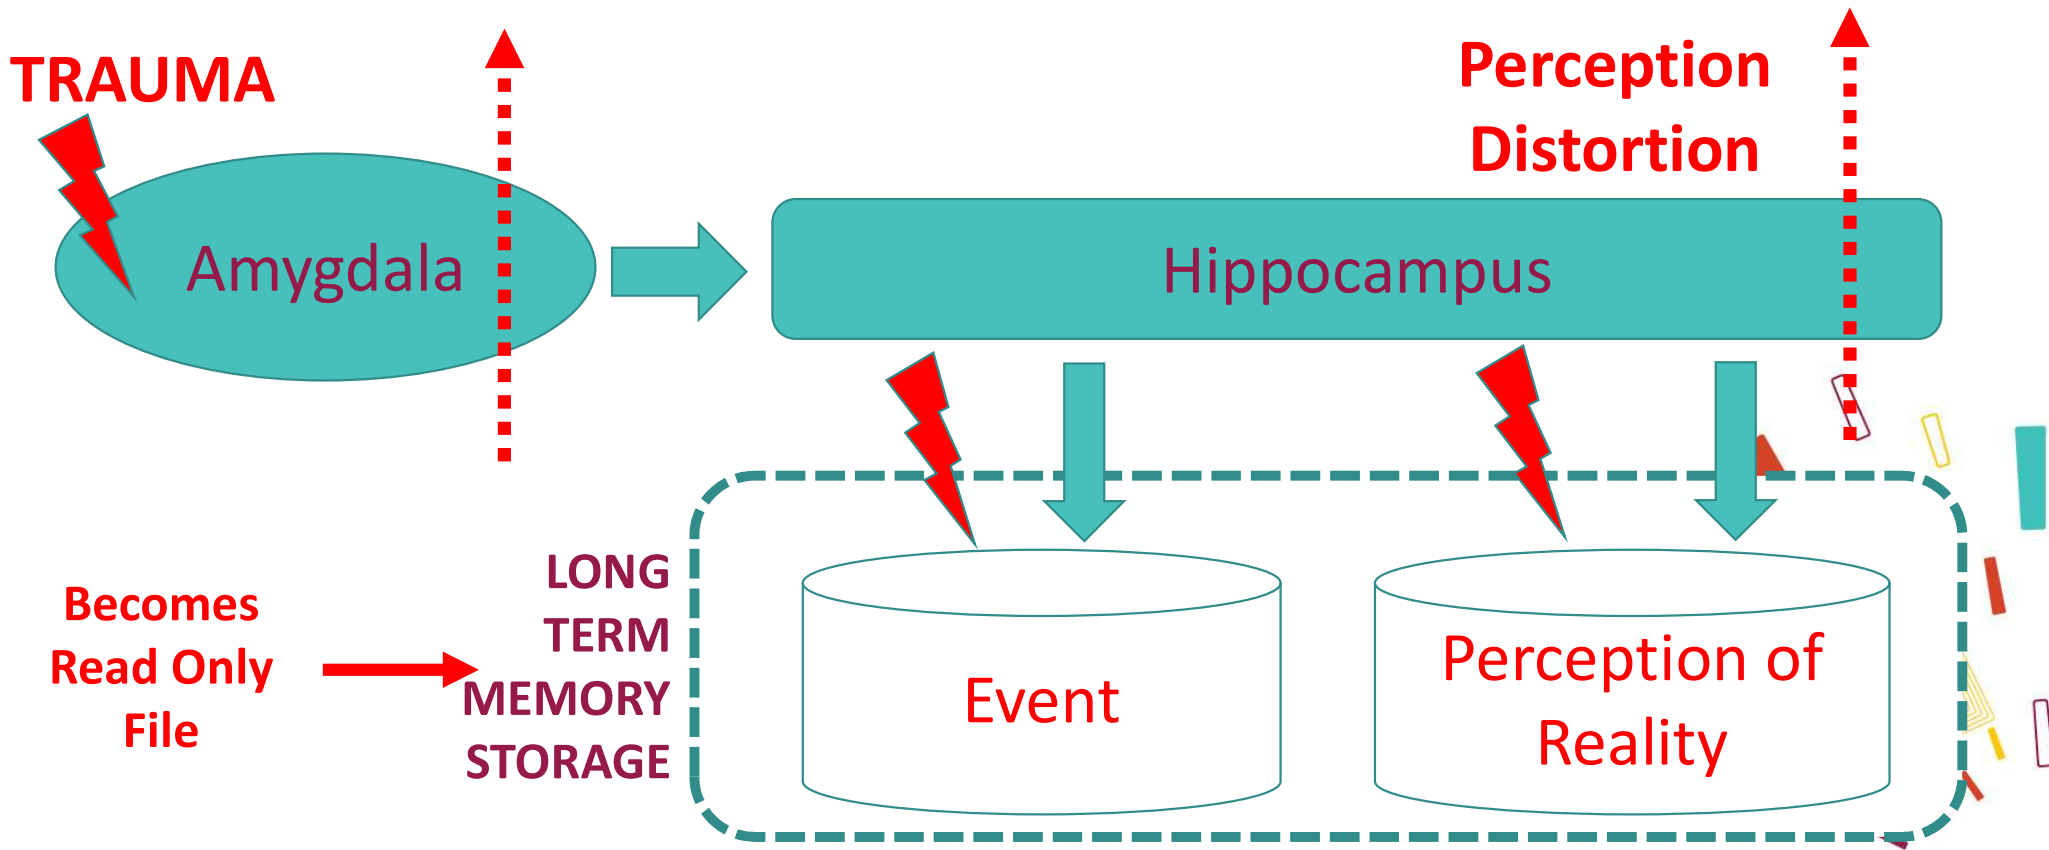 TRAUMA
Perception
Distortion
Amygdala
Hippocampus
Becomes
Read Only
File
LONG
TERM
MEMORY
STORAGE
Event
Perception of
Reality